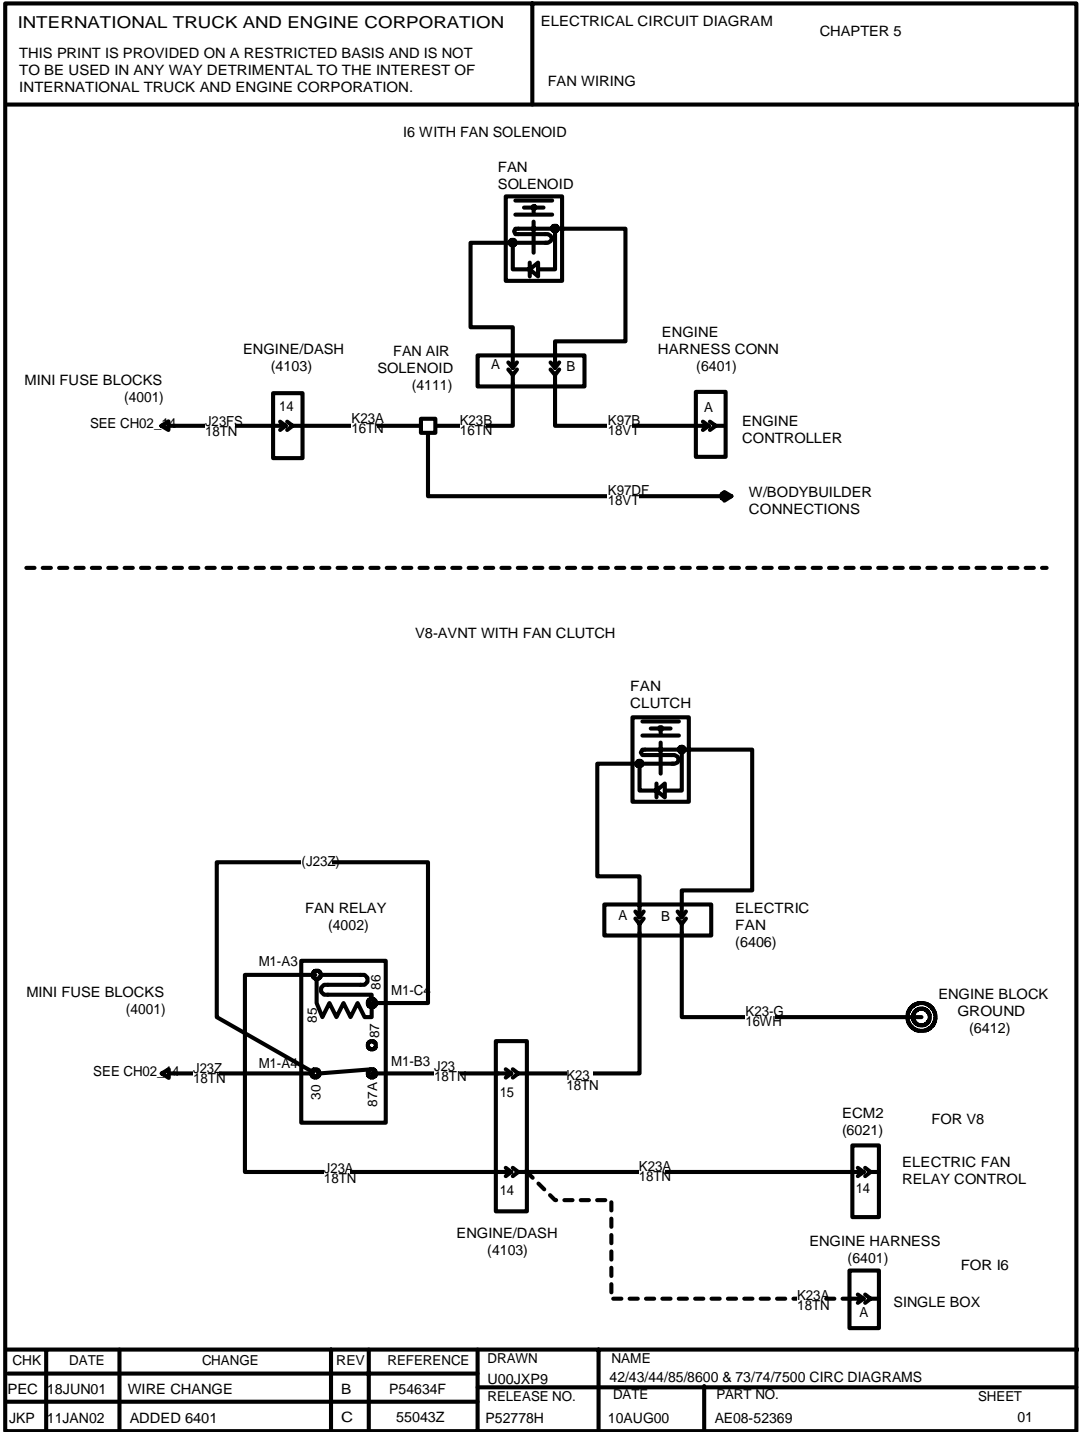 INTERNATIONAL TRUCK AND ENGINE CORPORATION
THIS PRINT IS PROVIDED ON A RESTRICTED BASIS AND IS NOT
TO BE USED IN ANY WAY DETRIMENTAL TO THE INTEREST OF
INTERNATIONAL TRUCK AND ENGINE CORPORATION.
ELECTRICAL CIRCUIT DIAGRAM
CHAPTER 5
FAN WIRING
I6 WITH FAN SOLENOID
FAN
SOLENOID
ENGINE/DASH
(4103)
FAN AIR
SOLENOID
(4111)
A
B
ENGINE
HARNESS CONN
(6401)
MINI FUSE BLOCKS
(4001)
SEE CH02_14
J23FS
18TN
14
K23A
16TN
K23B
16TN
K97B
18VT
A
ENGINE
CONTROLLER
K97DF
18VT
W/BODYBUILDER
CONNECTIONS
V8-AVNT WITH FAN CLUTCH
FAN
CLUTCH
(J23Z)
FAN RELAY
(4002)
A
B
ELECTRIC
FAN
(6406)
M1-A3
86
M1-C4
85
87
MINI FUSE BLOCKS
(4001)
K23-G
16WH
ENGINE BLOCK
GROUND
(6412)
SEE CH02_14
J23Z
18TN
M1-A4
30
87A
M1-B3
J23
18TN
15
K23
18TN
J23A
18TN
14
K23A
18TN
ECM2
(6021)
FOR V8
14
ELECTRIC FAN
RELAY CONTROL
ENGINE/DASH
(4103)
ENGINE HARNESS
(6401)
FOR I6
K23A
18TN
A
SINGLE BOX
CHK DATE CHANGE REV REFERENCE
PEC 18JUN01 WIRE CHANGE B P54634F
JKP 11JAN02 ADDED 6401 C 55043Z
DRAWN
U00JXP9
NAME
42/43/44/85/8600 & 73/74/7500 CIRC DIAGRAMS
RELEASE NO.
P52778H
DATE
10AUG00
PART NO.
AE08-52369
SHEET
01